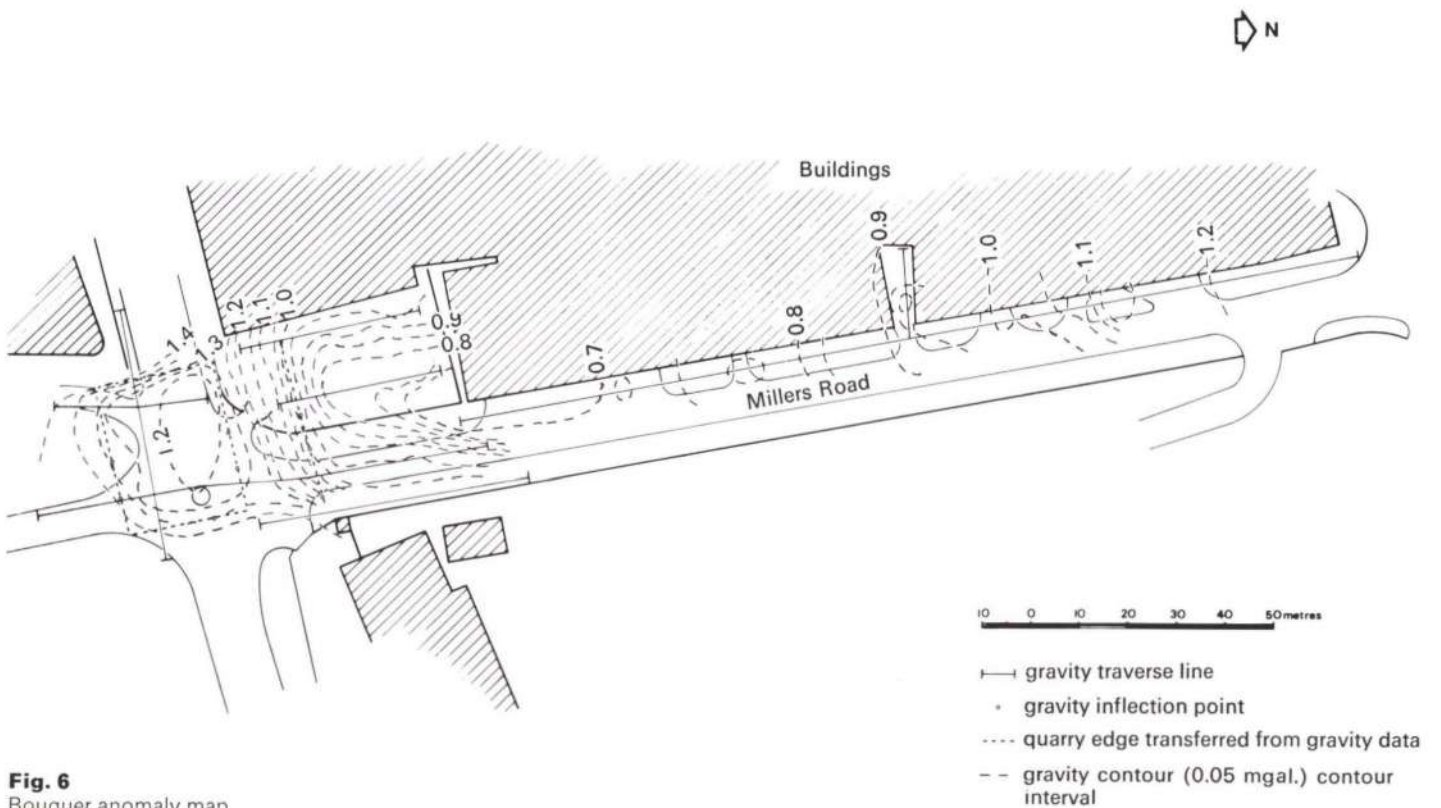 N
Buildings
0.9
1.0
1.1
1.2
1.2
1.1
1.0
1.4
1.3
0.9
0.8
0.8
0.7
Millers Road
1.2
10 0 10 20 30 40 50 metres
gravity traverse line
gravity inflection point
quarry edge transferred from gravity data
gravity contour (0.05 mgal.) contour
interval
Fig. 6
Bouguer anomaly map